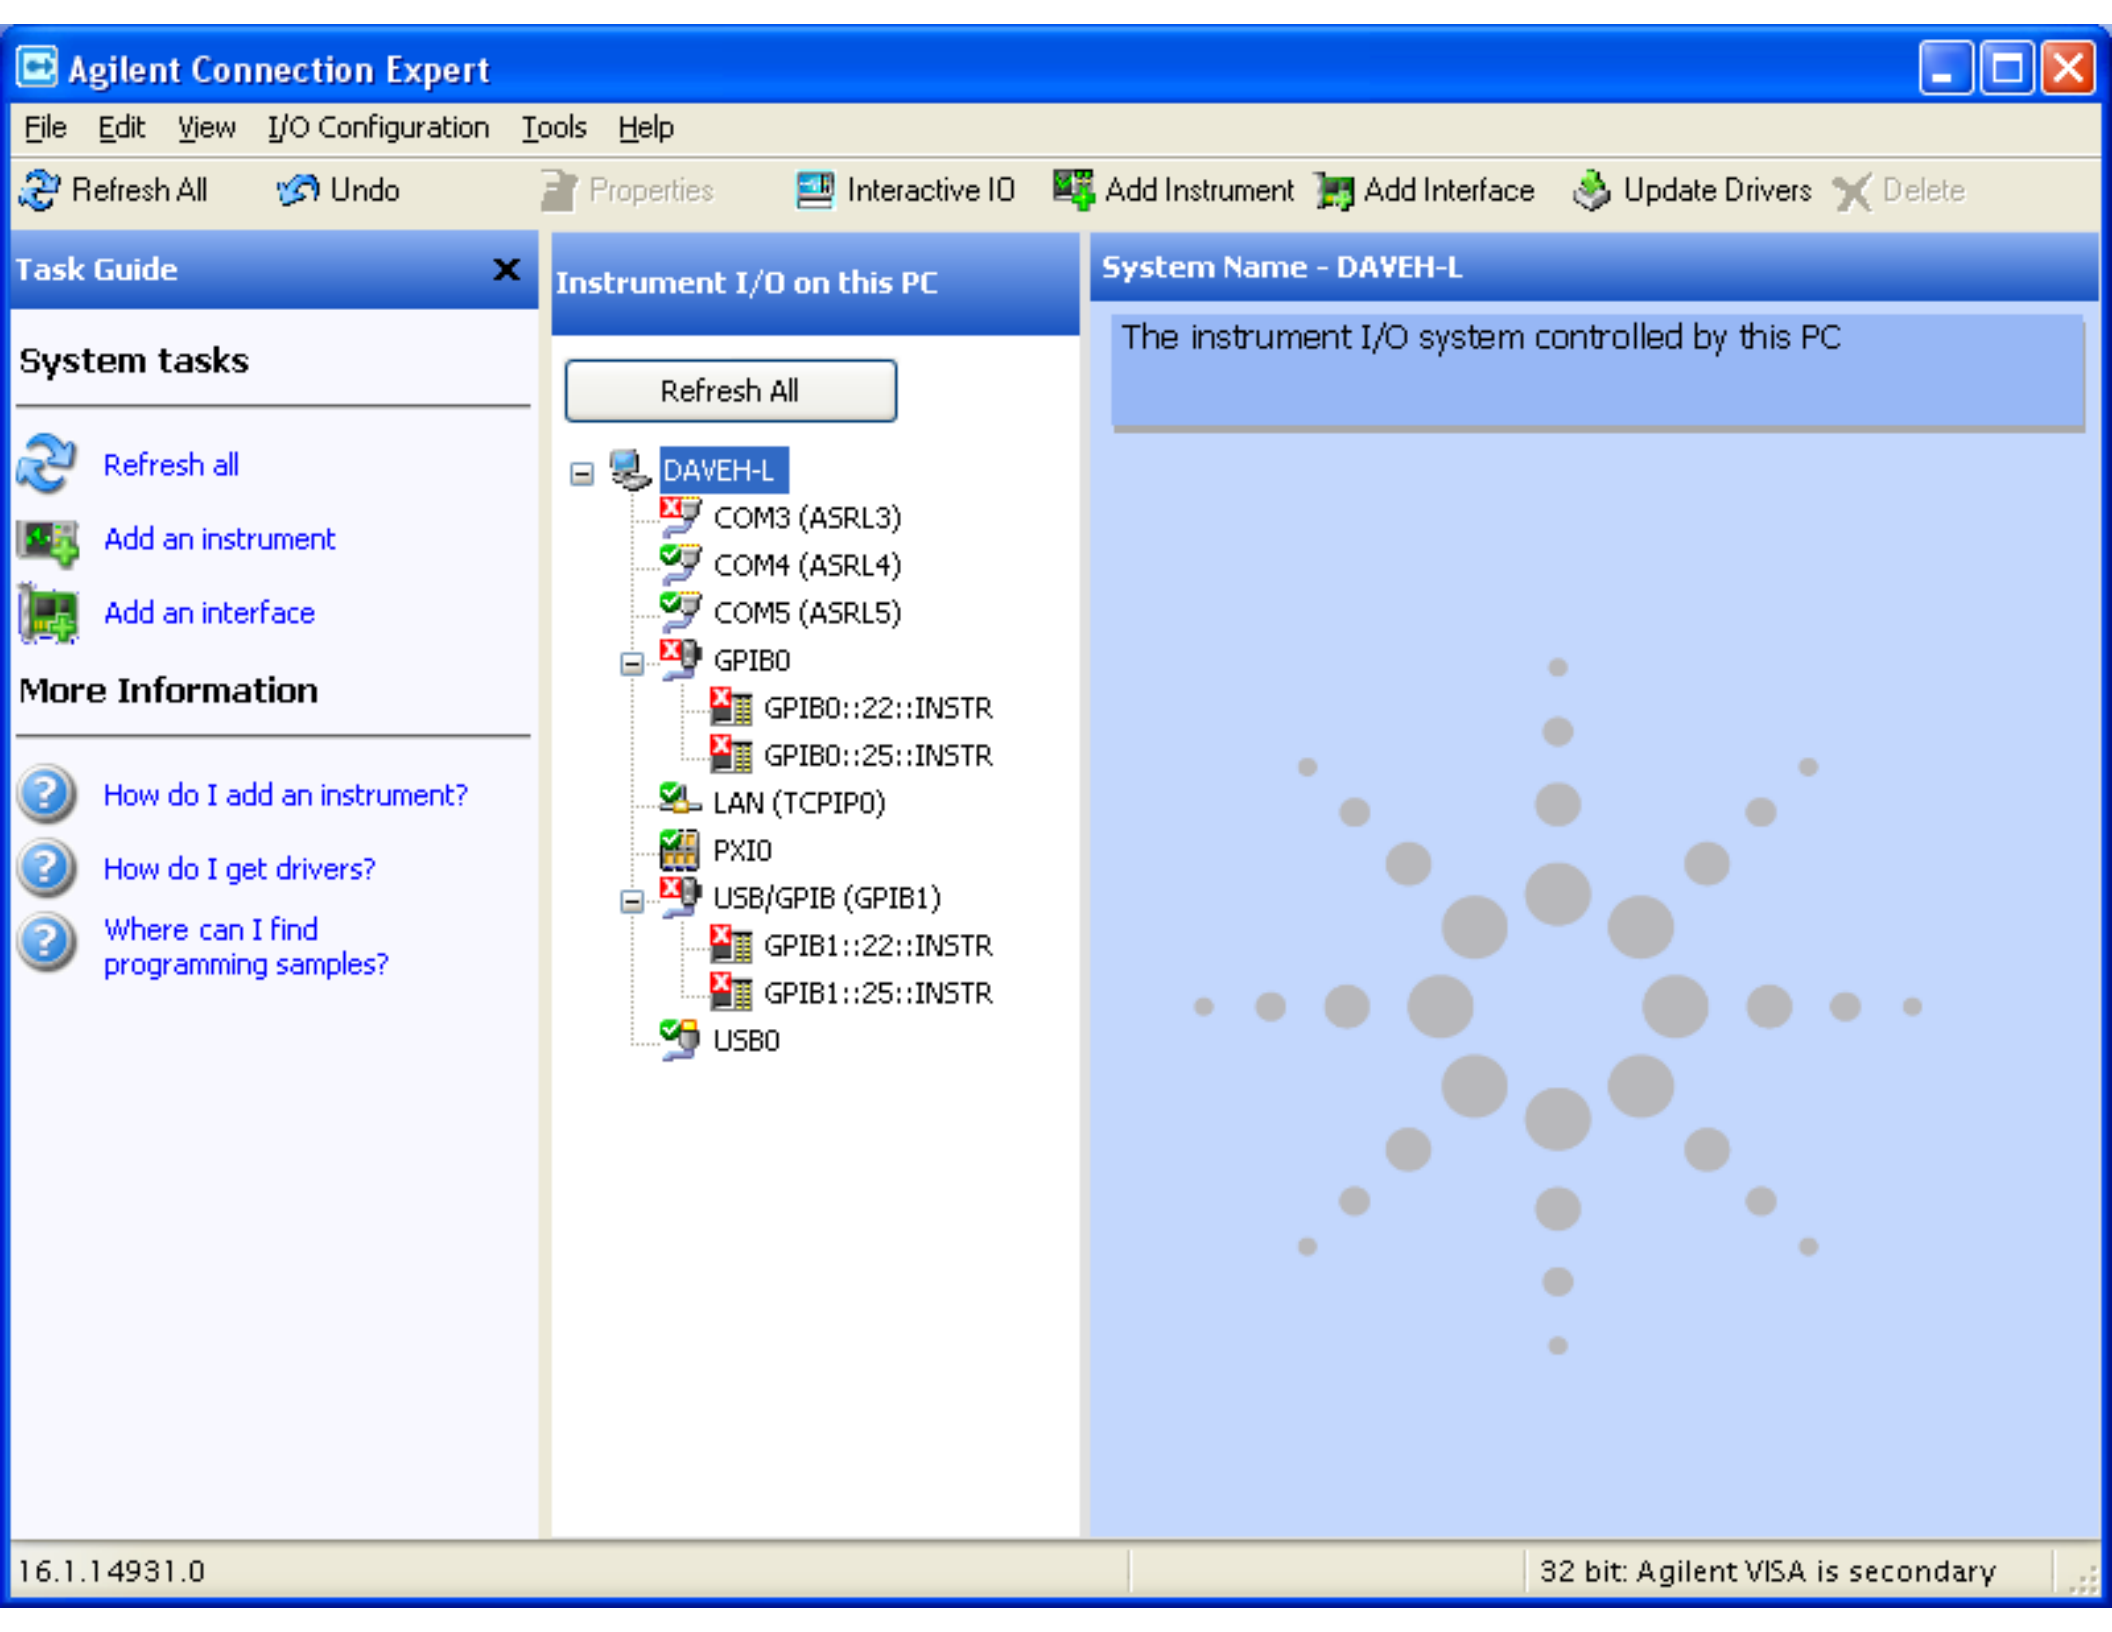 Agilent Connection Expert
File Edit View I/O Configuration Tools Help
Refresh All Undo Properties Interactive IO Add Instrument Add Interface Update Drivers Delete
Task Guide
System tasks
Refresh all
Add an instrument
Add an interface
More Information
How do I add an instrument?
How do I get drivers?
Where can I find
programming samples?
Instrument I/O on this PC
Refresh All
DAVEH-L
COM3 (ASRL3)
COM4 (ASRL4)
COM5 (ASRL5)
GPIB0
GPIB0::22::INSTR
GPIB0::25::INSTR
LAN (TCPIP0)
PXI0
USB/GPIB (GPIB1)
GPIB1::22::INSTR
GPIB1::25::INSTR
USB0
System Name - DAVEH-L
The instrument I/O system controlled by this PC
16.1.14931.0
32 bit: Agilent VISA is secondary